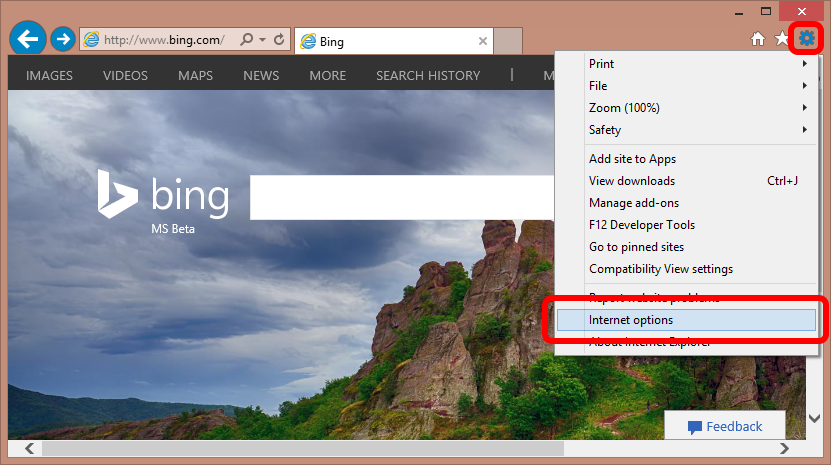 http://www.bing.com/
Bing
IMAGES VIDEOS MAPS NEWS MORE SEARCH HISTORY | M
bing
MS Beta
Print
File
Zoom (100%)
Safety
Add site to Apps
View downloads Ctrl+J
Manage add-ons
F12 Developer Tools
Go to pinned sites
Compatibility View settings
Report website problems
Internet options
About Internet Explorer
Feedback